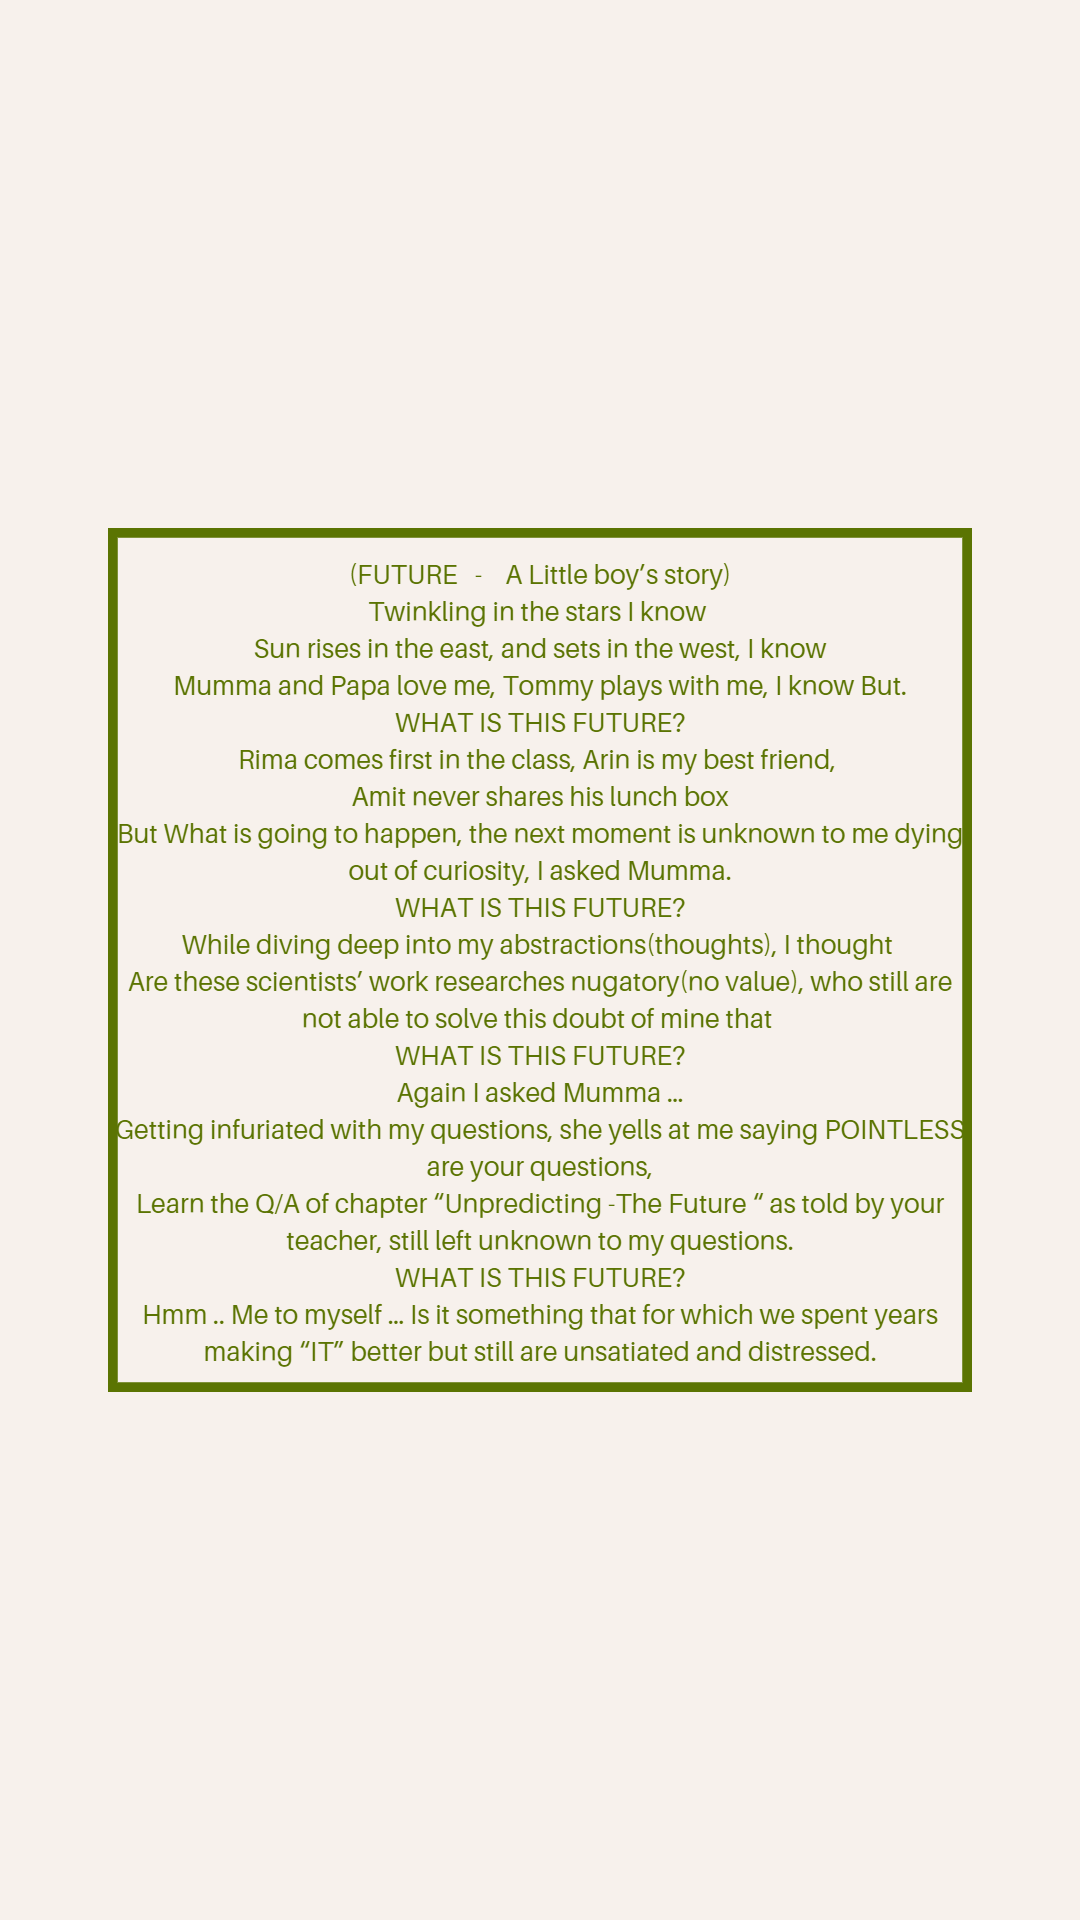 (FUTURE - A Little boy’s story)
Twinkling in the stars I know
Sun rises in the east, and sets in the west, I know
Mumma and Papa love me, Tommy plays with me, I know But.
WHAT IS THIS FUTURE?
Rima comes first in the class, Arin is my best friend,
Amit never shares his lunch box
But What is going to happen, the next moment is unknown to me dying
out of curiosity, I asked Mumma.
WHAT IS THIS FUTURE?
While diving deep into my abstractions(thoughts), I thought
Are these scientists’ work researches nugatory(no value), who still are
not able to solve this doubt of mine that
WHAT IS THIS FUTURE?
Again I asked Mumma ...
Getting infuriated with my questions, she yells at me saying POINTLESS
are your questions,
Learn the Q/A of chapter “Unpredicting -The Future “ as told by your
teacher, still left unknown to my questions.
WHAT IS THIS FUTURE?
Hmm .. Me to myself ... Is it something that for which we spent years
making “IT” better but still are unsatiated and distressed.